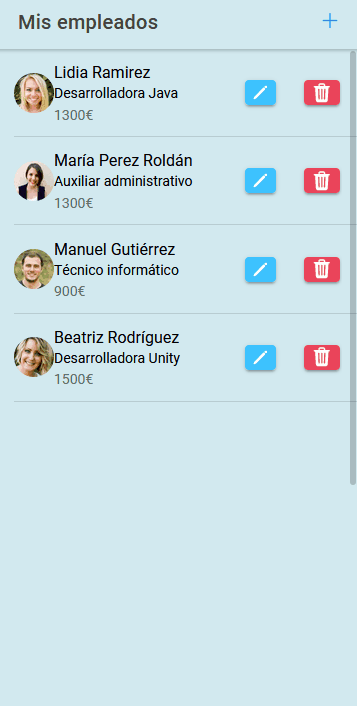 Mis empleados
Lidia Ramirez
Desarrolladora Java
1300€
María Perez Roldán
Auxiliar administrativo
1300€
Manuel Gutiérrez
Técnico informático
900€
Beatriz Rodríguez
Desarrolladora Unity
1500€